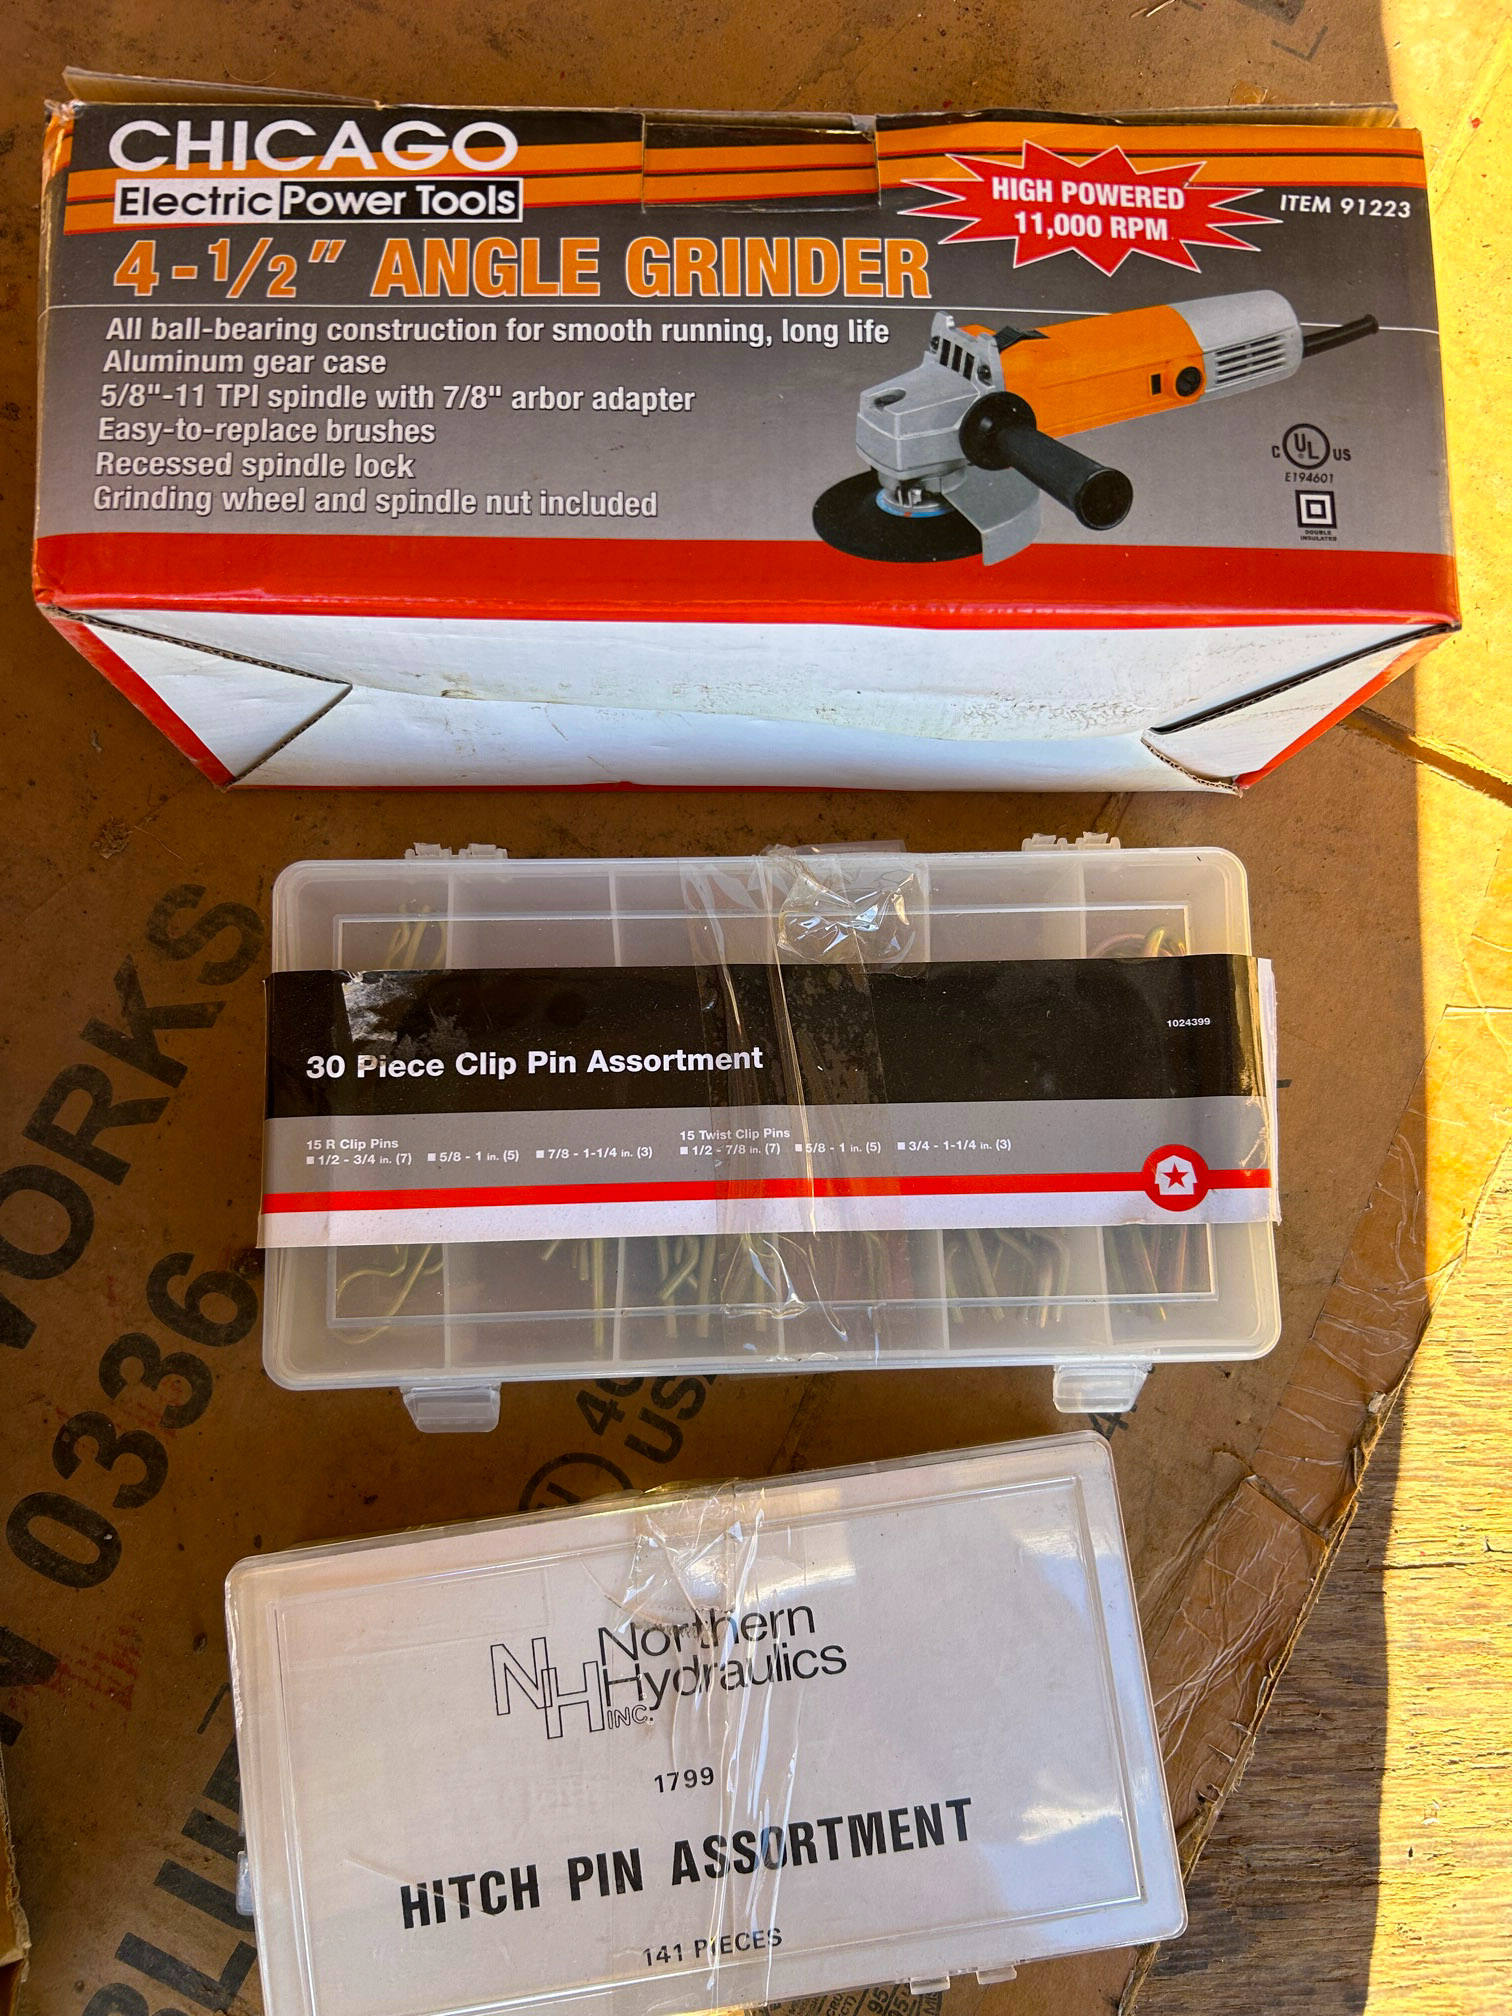 CHICAGO
Electric Power Tools
4-1/2" ANGLE GRINDER
HIGH POWERED
11,000 RPM
ITEM 91223
All ball-bearing construction for smooth running, long life
Aluminum gear case
5/8"-11 TPI spindle with 7/8" arbor adapter
Easy-to-replace brushes
Recessed spindle lock
Grinding wheel and spindle nut included
C UL US
E194601
DOUBLE
INSULATED
1024399
30 Piece Clip Pin Assortment
15 R Clip Pins
■ 1/2 - 3/4 in. (7) ■ 5/8 - 1 in. (5) ■ 7/8 - 1-1/4 in. (3)
15 Twist Clip Pins
■ 1/2 - 7/8 in. (7) ■ 5/8 - 1 in. (5) ■ 3/4 - 1-1/4 in. (3)
ORKS
0336
NH Northern
Hydraulics
INC.
1799
HITCH PIN ASSORTMENT
141 PIECES